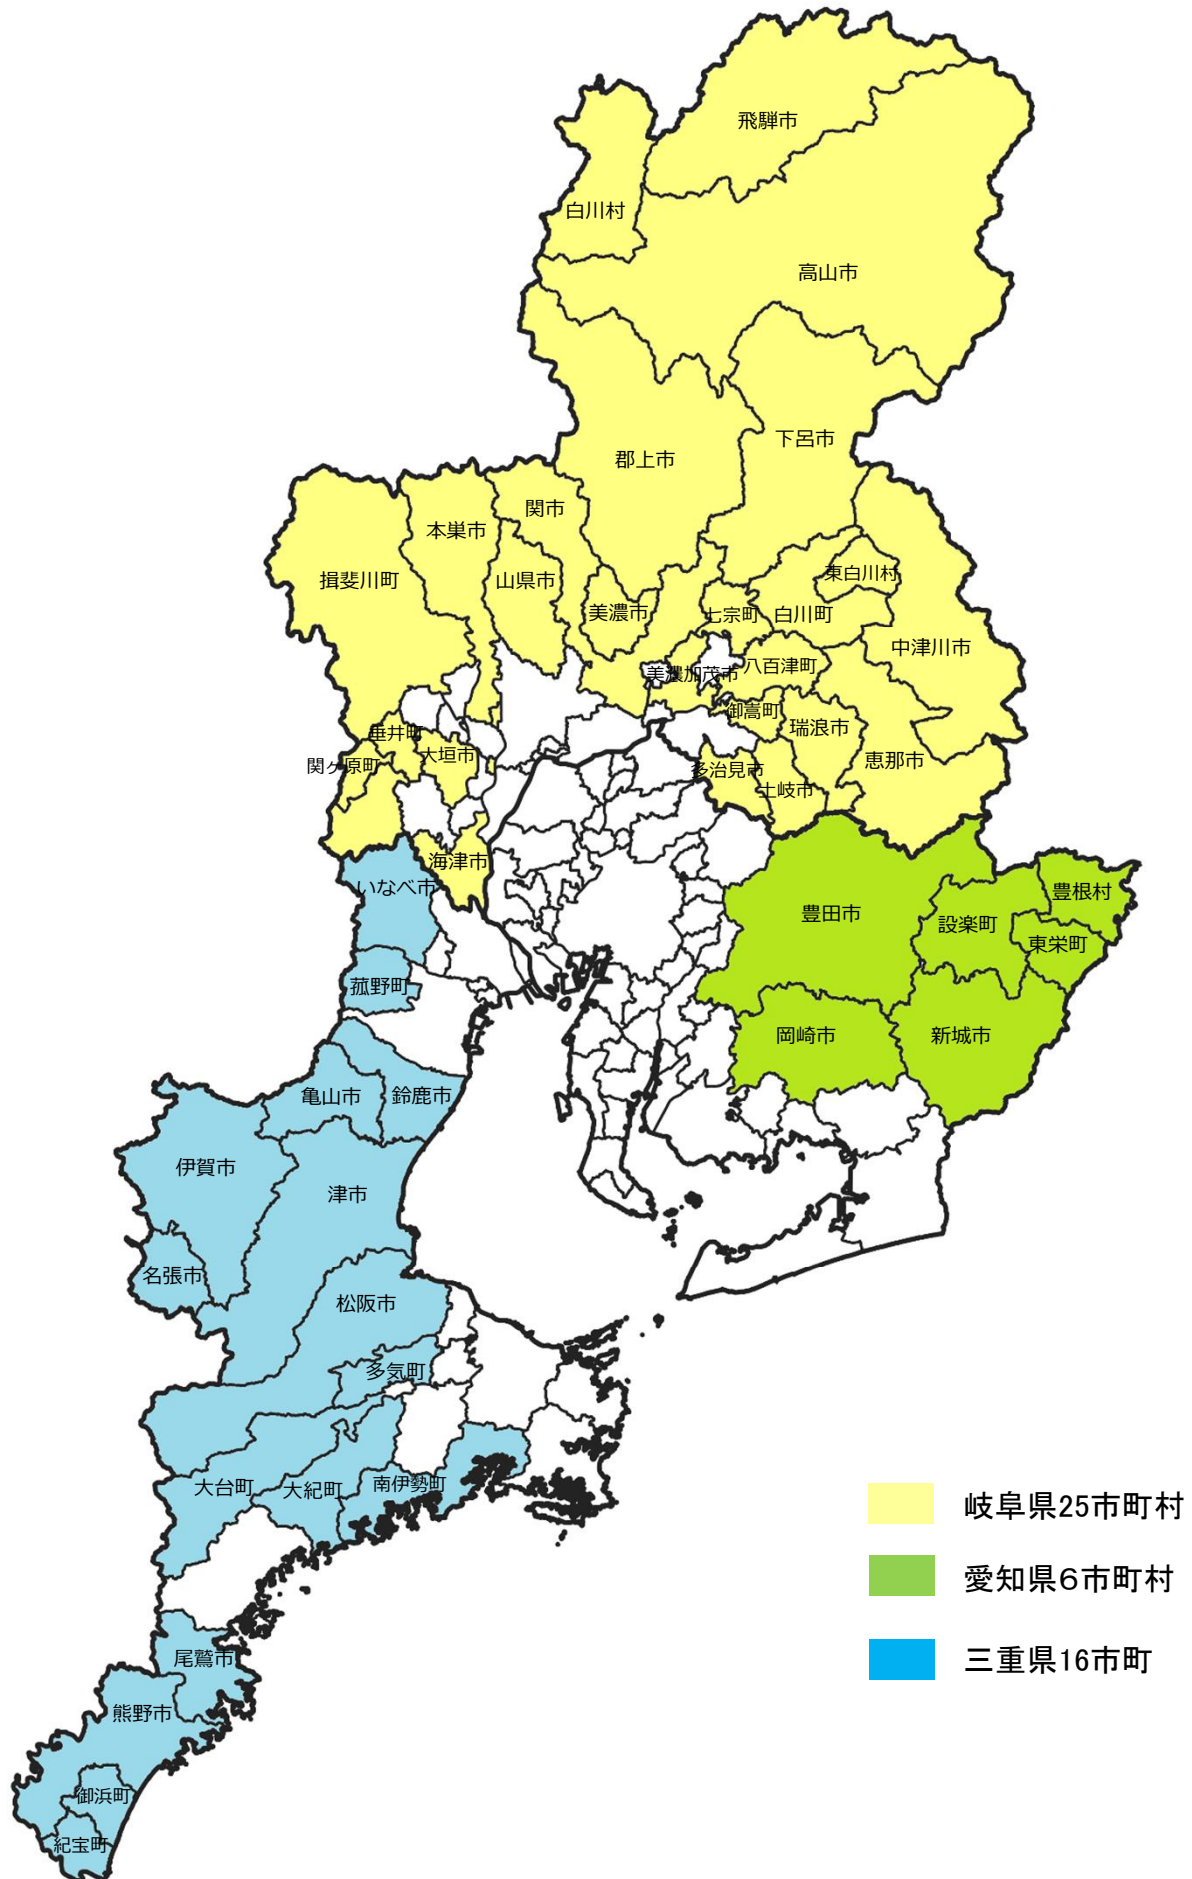 飛騨市
白川村
高山市
下呂市
郡上市
関市
本巣市
揖斐川町
山県市
東白川村
美濃市
七宗町
白川町
中津川市
美濃加茂市
八百津町
御嵩町
瑞浪市
垂井町
大垣市
恵那市
関ヶ原町
多治見市
土岐市
海津市
いなべ市
豊根村
豊田市
設楽町
東栄町
菰野町
岡崎市
新城市
亀山市
鈴鹿市
伊賀市
津市
名張市
松阪市
多気町
大台町
大紀町
南伊勢町
岐阜県25市町村
愛知県6市町村
三重県16市町
尾鷲市
熊野市
御浜町
紀宝町